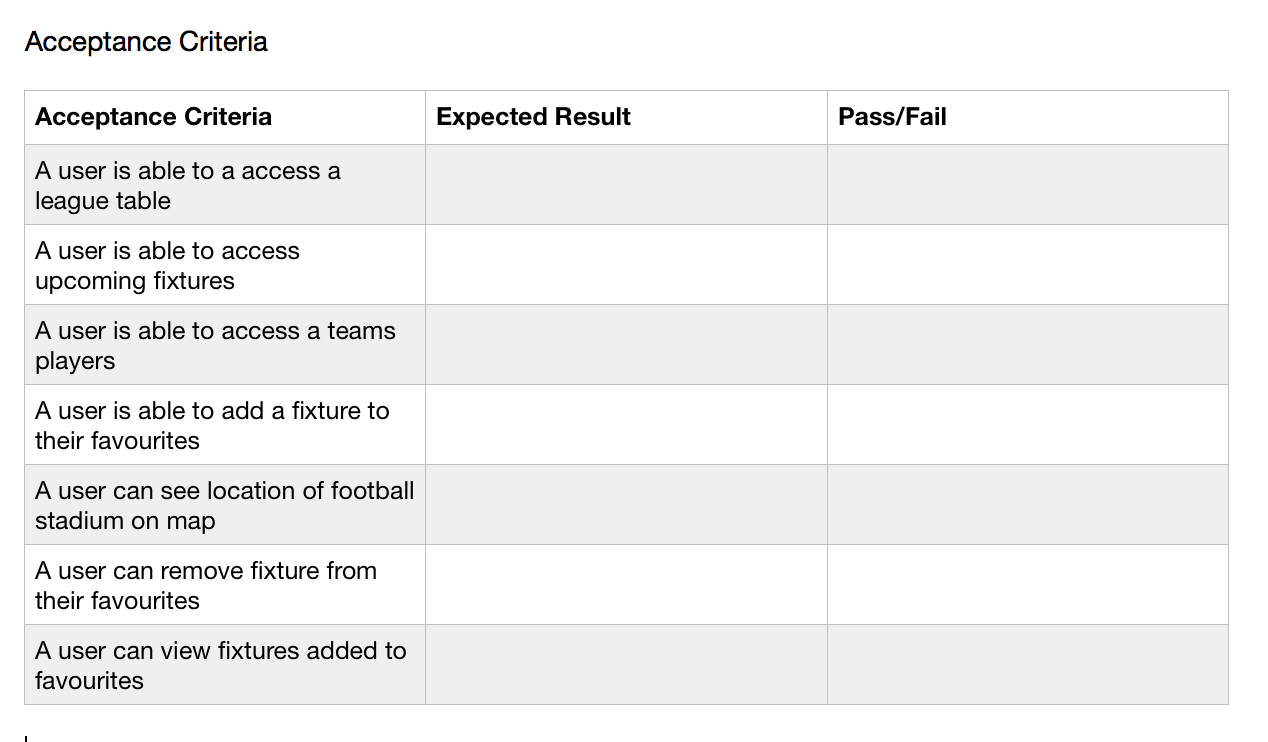 Acceptance Criteria
Acceptance Criteria Expected Result Pass/Fail
A user is able to a access a
league table
A user is able to access
upcoming fixtures
A user is able to access a teams
players
A user is able to add a fixture to
their favourites
A user can see location of football
stadium on map
A user can remove fixture from
their favourites
A user can view fixtures added to
favourites